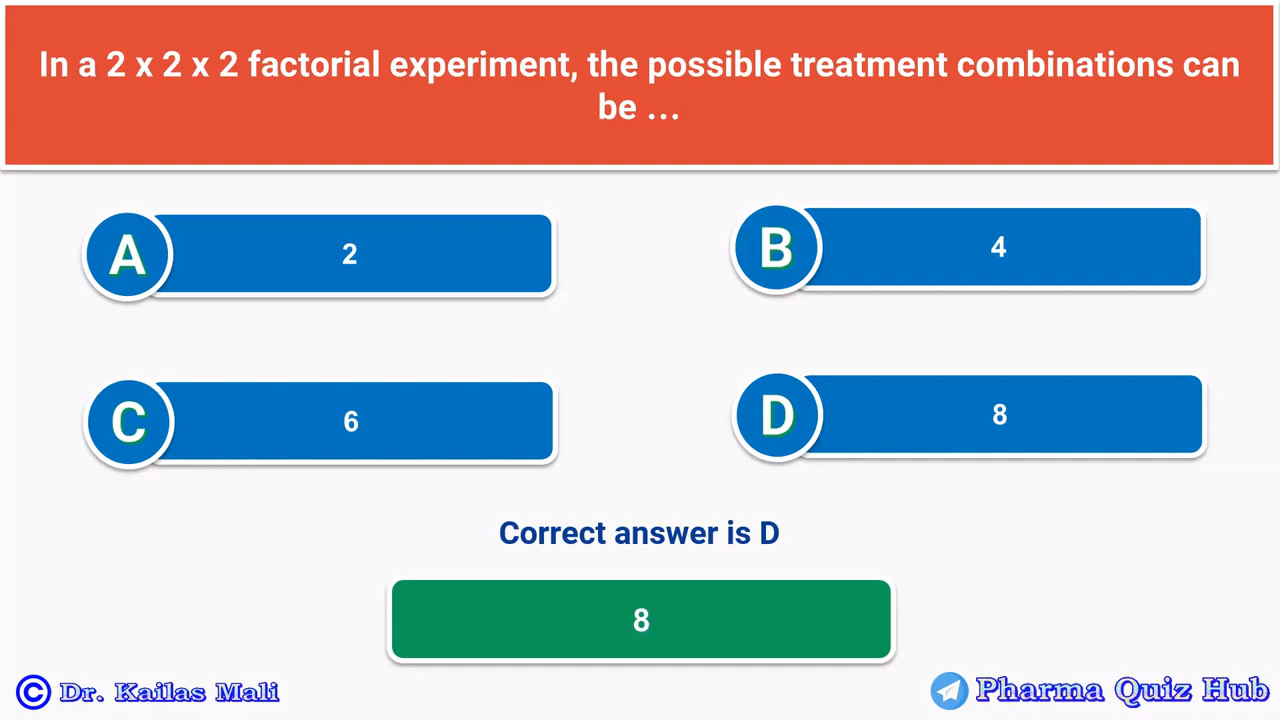 In a 2 x 2 x 2 factorial experiment, the possible treatment combinations can
be ...
A
2
B
4
C
6
D
8
Correct answer is D
8
© Dr. Kailas Mali
Pharma Quiz Hub